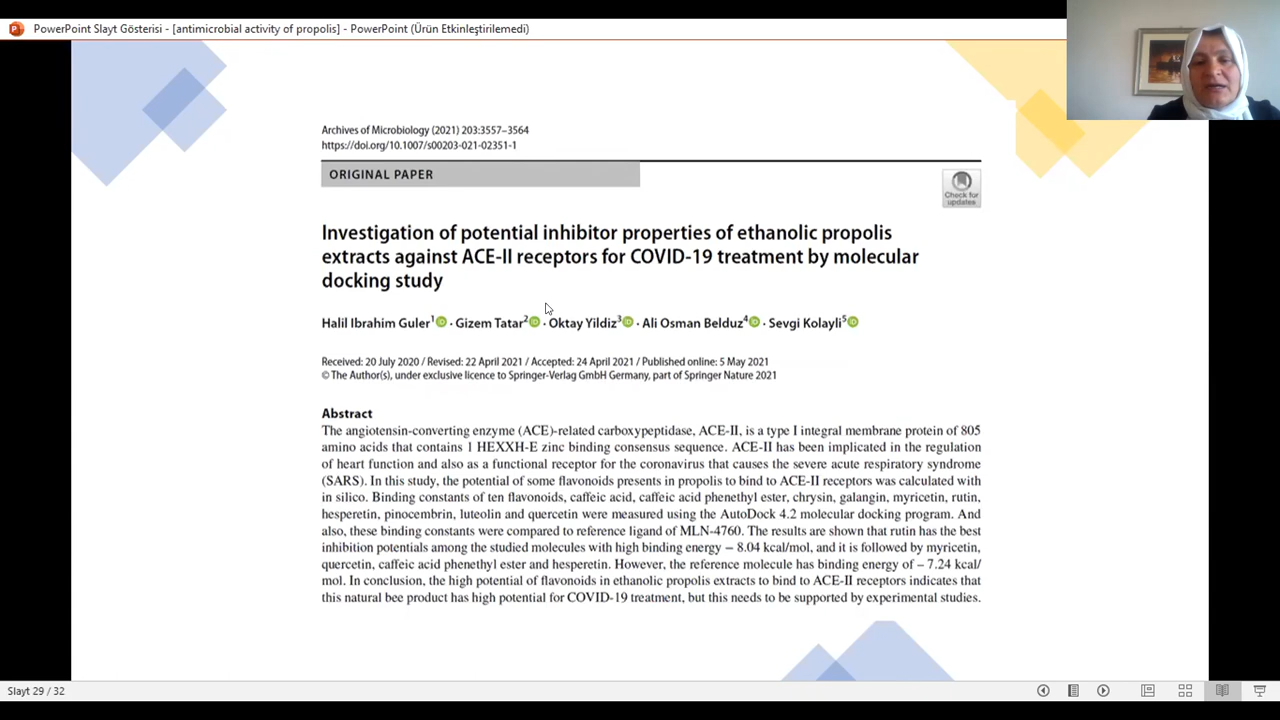 PowerPoint Slayt Gösterisi - [antimicrobial activity of propolis] - PowerPoint (Ürün Etkinleştirilemedi)
Archives of Microbiology (2021) 203:3557–3564
https://doi.org/10.1007/s00203-021-02351-1
ORIGINAL PAPER
Check for
updates
Investigation of potential inhibitor properties of ethanolic propolis
extracts against ACE-II receptors for COVID-19 treatment by molecular
docking study
Halil Ibrahim Guler1 · Gizem Tatar2 · Oktay Yildiz3 · Ali Osman Belduz4 · Sevgi Kolayli5
Received: 20 July 2020 / Revised: 22 April 2021 / Accepted: 24 April 2021 / Published online: 5 May 2021
© The Author(s), under exclusive licence to Springer-Verlag GmbH Germany, part of Springer Nature 2021
Abstract
The angiotensin-converting enzyme (ACE)-related carboxypeptidase, ACE-II, is a type I integral membrane protein of 805
amino acids that contains 1 HEXXH-E zinc binding consensus sequence. ACE-II has been implicated in the regulation
of heart function and also as a functional receptor for the coronavirus that causes the severe acute respiratory syndrome
(SARS). In this study, the potential of some flavonoids presents in propolis to bind to ACE-II receptors was calculated with
in silico. Binding constants of ten flavonoids, caffeic acid, caffeic acid phenethyl ester, chrysin, galangin, myricetin, rutin,
hesperetin, pinocembrin, luteolin and quercetin were measured using the AutoDock 4.2 molecular docking program. And
also, these binding constants were compared to reference ligand of MLN-4760. The results are shown that rutin has the best
inhibition potentials among the studied molecules with high binding energy − 8.04 kcal/mol, and it is followed by myricetin,
quercetin, caffeic acid phenethyl ester and hesperetin. However, the reference molecule has binding energy of − 7.24 kcal/
mol. In conclusion, the high potential of flavonoids in ethanolic propolis extracts to bind to ACE-II receptors indicates that
this natural bee product has high potential for COVID-19 treatment, but this needs to be supported by experimental studies.
Slayt 29 / 32